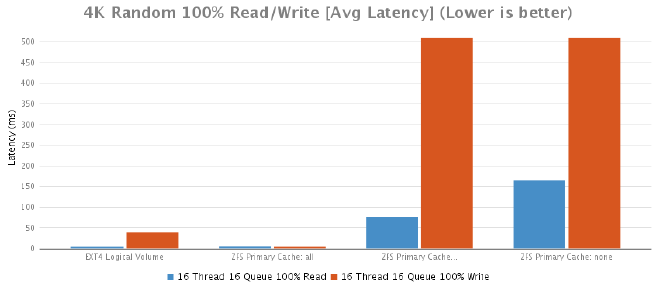 4K Random 100% Read/Write [Avg Latency] (Lower is better)
500
450
400
350
300
250
200
150
100
50
0
Latency (ms)
EXT4 Logical Volume
ZFS Primary Cache: all
ZFS Primary Cache...
ZFS Primary Cache: none
16 Thread 16 Queue 100% Read
16 Thread 16 Queue 100% Write